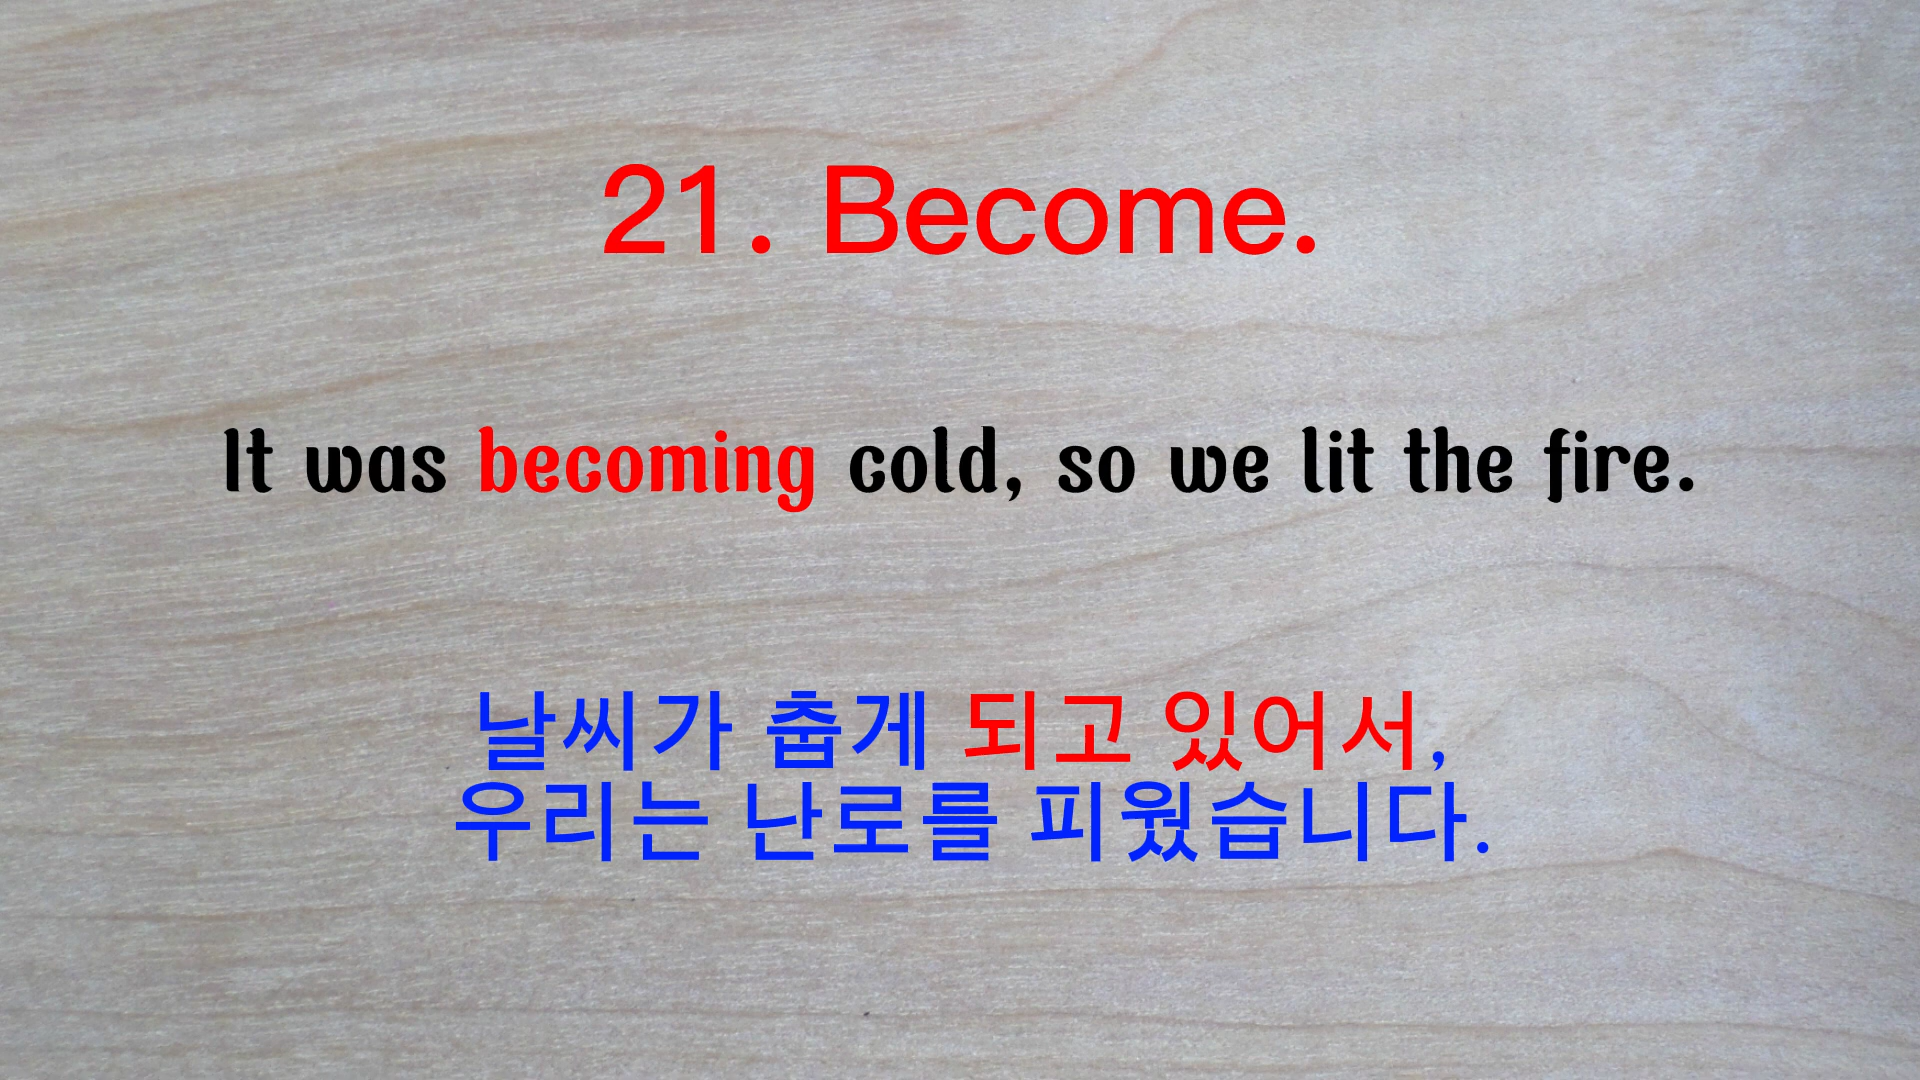 21. Become.
It was becoming cold, so we lit the fire.
날씨가 춥게 되고 있어서,
우리는 난로를 피웠습니다.